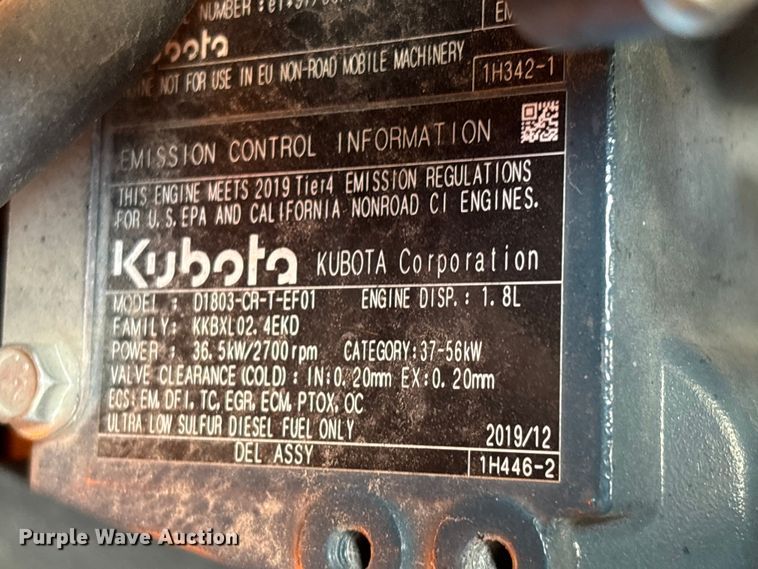 NUMBER:
Kubota
NOT FOR USE IN EU NON-ROAD MOBILE MACHINERY
1H342-1
EMISSION CONTROL INFORMATION
THIS ENGINE MEETS 2019 Tier4 EMISSION REGULATIONS
FOR U.S. EPA AND CALIFORNIA NONROAD CI ENGINES.
Kubota KUBOTA Corporation
MODEL: D1803-CR-T-EF01 ENGINE DISP.: 1.8L
FAMILY: KKBXL02.4EKD
POWER: 36.5kW/2700rpm CATEGORY:37-56kW
VALVE CLEARANCE(COLD): IN:0.20mm EX:0.20mm
ECS:EM, DFI, TC, EGR, ECM, PTOX, OC
ULTRA LOW SULFUR DIESEL FUEL ONLY 2019/12
DEL ASSY 1H446-2
Purple Wave Auction